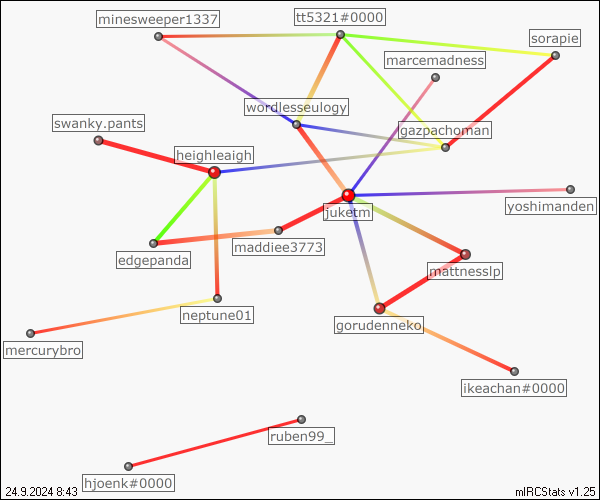 minesweeper1337
tt5321#0000
sorapie
marcemadness
wordlesseulogy
swanky.pants
gazpachoman
heighleaigh
yoshimanden
juketm
maddiee3773
edgepanda
mattnesslp
neptune01
gorudenneko
mercurybro
ikeachan#0000
ruben99_
hjoenk#0000
24.9.2024 8:43
mIRCStats v1.25